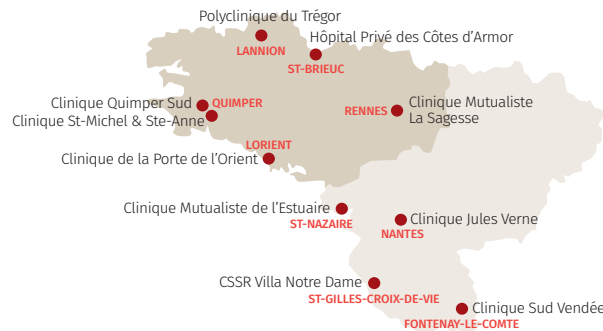 Polyclinique du Trégor
LANNION
Hôpital Privé des Côtes d’Armor
ST-BRIEUC
Clinique Quimper Sud
QUIMPER
Clinique St-Michel & Ste-Anne
RENNES
Clinique Mutualiste
La Sagesse
LORIENT
Clinique de la Porte de l’Orient
Clinique Mutualiste de l’Estuaire
ST-NAZAIRE
Clinique Jules Verne
NANTES
CSSR Villa Notre Dame
ST-GILLES-CROIX-DE-VIE
Clinique Sud Vendée
FONTENAY-LE-COMTE